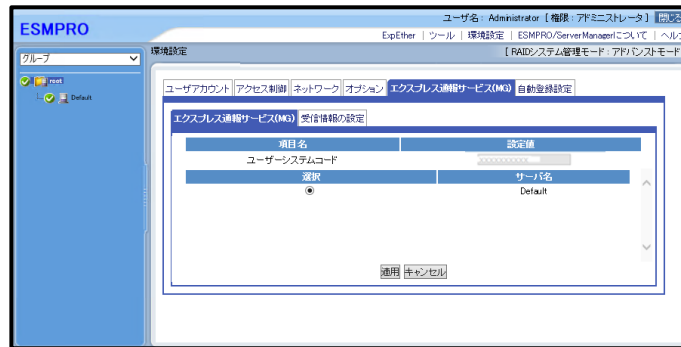 ESMPRO
ユーザ名: Administrator [ 権限: アドミニストレータ ] 閉じる
ExpEther | ツール | 環境設定 | ESMPRO/ServerManagerについて | ヘルプ
グループ
環境設定
[ RAIDシステム管理モード: アドバンストモード
root
Default
ユーザアカウント アクセス制御 ネットワーク オプション エクスプレス通報サービス(MG) 自動登録設定
エクスプレス通報サービス(MG) 受信情報の設定
項目名 設定値
ユーザーシステムコード xxxxxxxxxx
選択 サーバ名
Default
適用 キャンセル